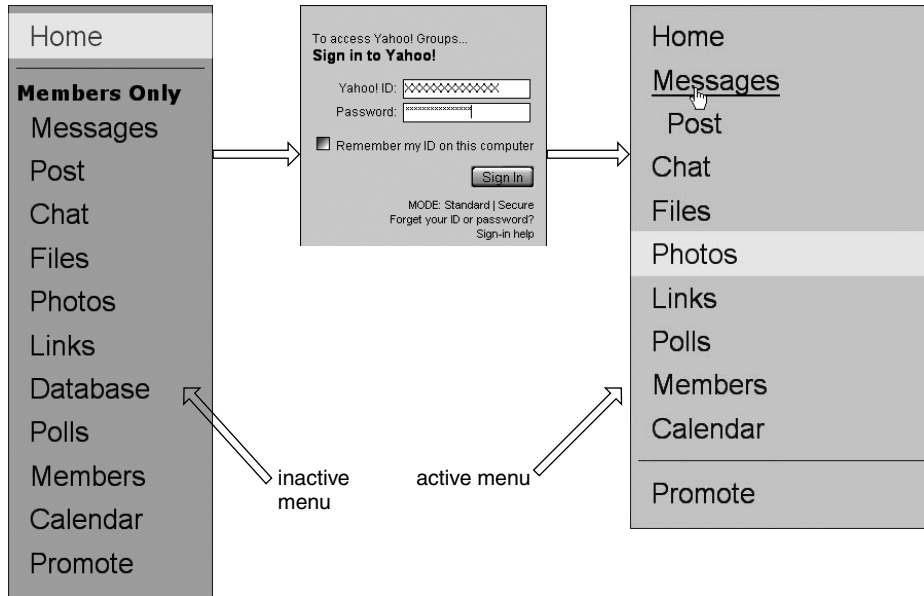 Home
Members Only
Messages
Post
Chat
Files
Photos
Links
Database
Polls
Members
Calendar
Promote
To access Yahoo! Groups...
Sign in to Yahoo!
Yahoo! ID: XXXXXXXXXXXXX
Password: xxxxxxxxxxxxxxxx
Remember my ID on this computer
Sign In
MODE: Standard | Secure
Forget your ID or password?
Sign-in help
inactive
menu
active menu
Home
Messages
Post
Chat
Files
Photos
Links
Polls
Members
Calendar
Promote